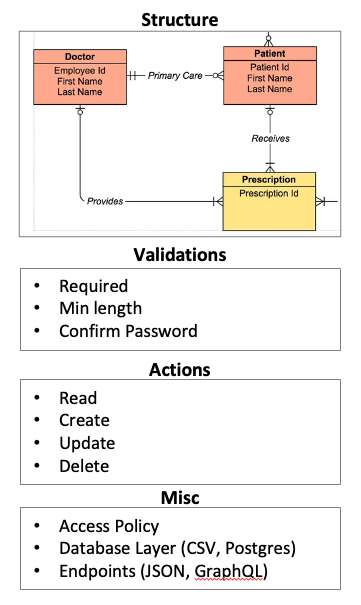 Structure
Doctor
Employee Id
First Name
Last Name
Primary Care
Patient
Patient Id
First Name
Last Name
Receives
Provides
Prescription
Prescription Id
Validations
• Required
• Min length
• Confirm Password
Actions
• Read
• Create
• Update
• Delete
Misc
• Access Policy
• Database Layer (CSV, Postgres)
• Endpoints (JSON, GraphQL)